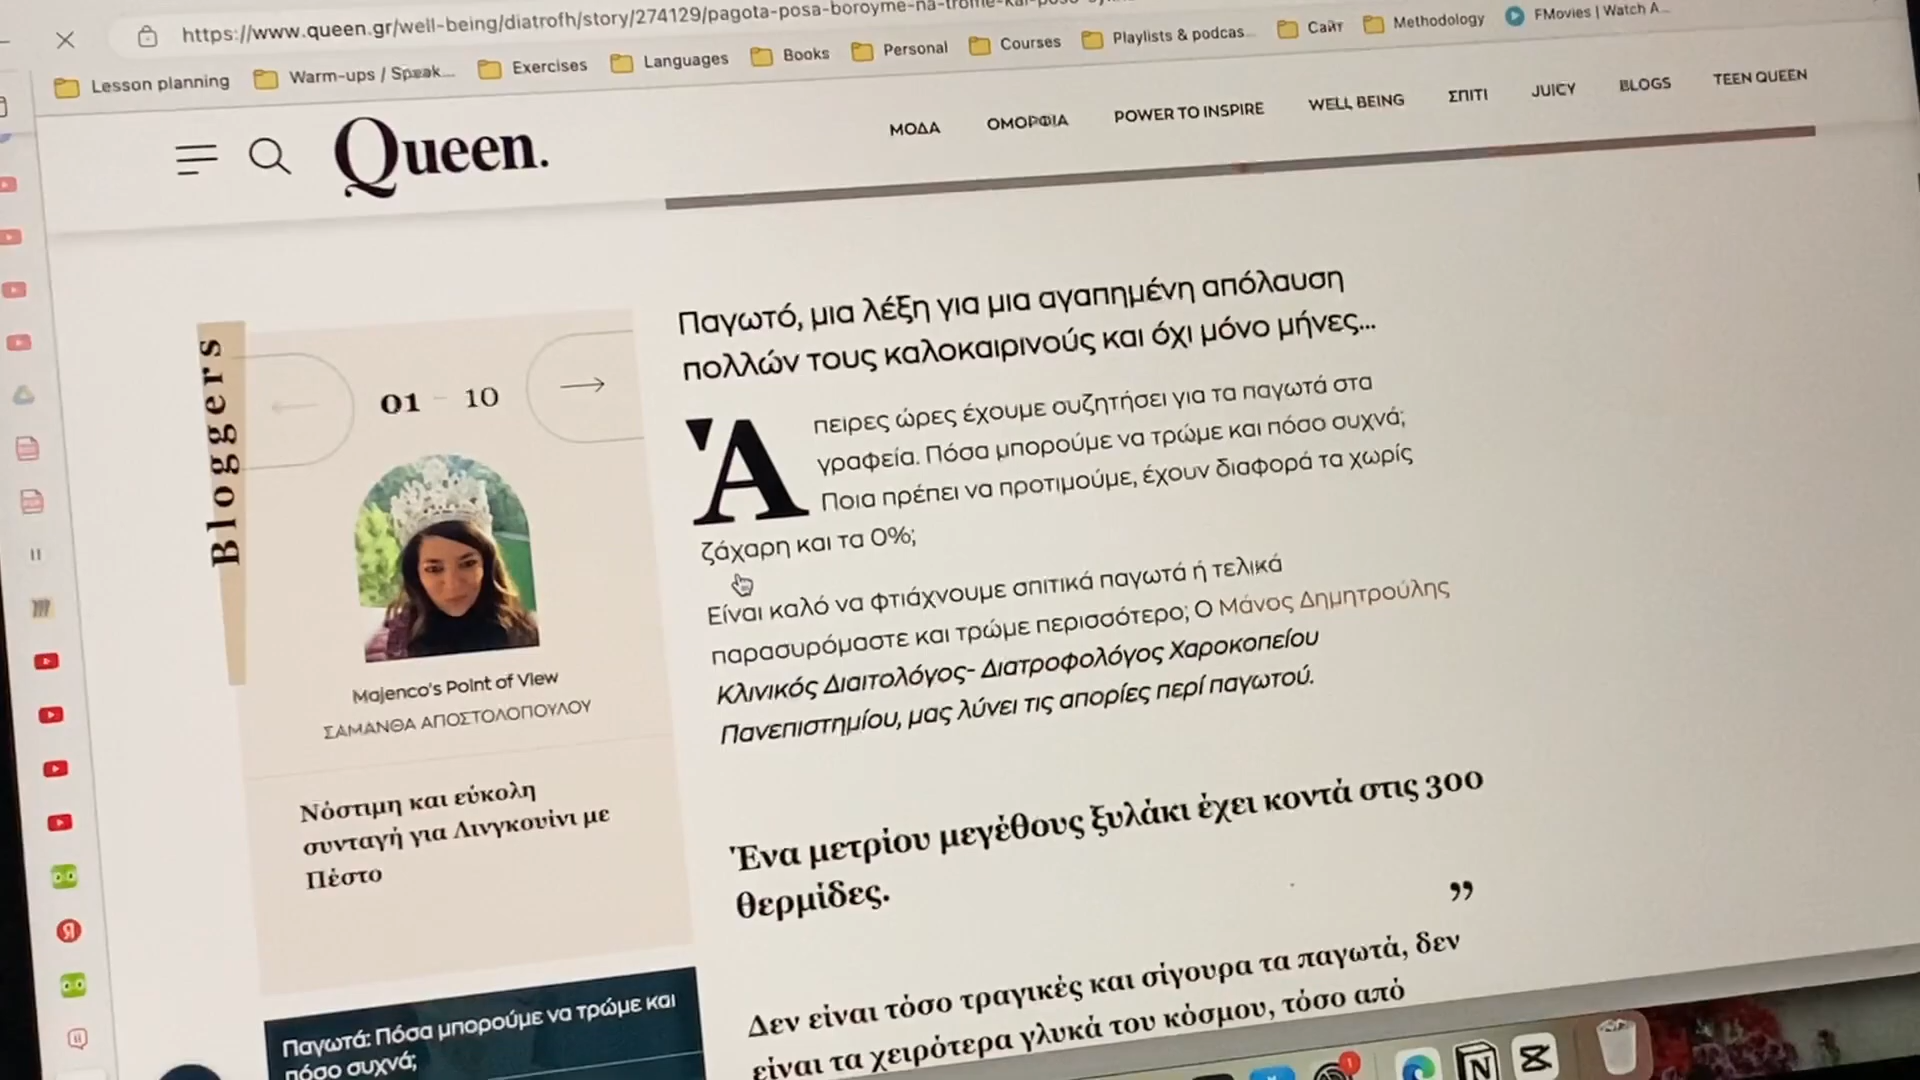 https://www.queen.gr/well-being/diatrofh/story/274129/pagota-posa-boroyme-na-trome-kai-poso-
Lesson planning
Warm-ups / Speak...
Exercises
Languages
Books
Personal
Courses
Playlists & podcas...
Сайт
Methodology
FMovies | Watch A...
Queen.
ΜΟΔΑ
ΟΜΟΡΦΙΑ
POWER TO INSPIRE
WELL BEING
ΣΠΙΤΙ
JUICY
BLOGS
TEEN QUEEN
Bloggers
01 - 10
Majenco's Point of View
ΣΑΜΑΝΘΑ ΑΠΟΣΤΟΛΟΠΟΥΛΟΥ
Νόστιμη και εύκολη
συνταγή για Λινγκουίνι με
Πέστο
Παγωτά: Πόσα μπορούμε να τρώμε και
πόσο συχνά;
Παγωτό, μια λέξη για μια αγαπημένη απόλαυση
πολλών τους καλοκαιρινούς και όχι μόνο μήνες...
Άπειρες ώρες έχουμε συζητήσει για τα παγωτά στα
γραφεία. Πόσα μπορούμε να τρώμε και πόσο συχνά;
Ποια πρέπει να προτιμούμε, έχουν διαφορά τα χωρίς
ζάχαρη και τα 0%;
Είναι καλό να φτιάχνουμε σπιτικά παγωτά ή τελικά
παρασυρόμαστε και τρώμε περισσότερο; Ο Μάνος Δημητρούλης
Κλινικός Διαιτολόγος- Διατροφολόγος Χαροκοπείου
Πανεπιστημίου, μας λύνει τις απορίες περί παγωτού.
Ένα μετρίου μεγέθους ξυλάκι έχει κοντά στις 300
θερμίδες.
”
Δεν είναι τόσο τραγικές και σίγουρα τα παγωτά, δεν
είναι τα χειρότερα γλυκά του κόσμου, τόσο από